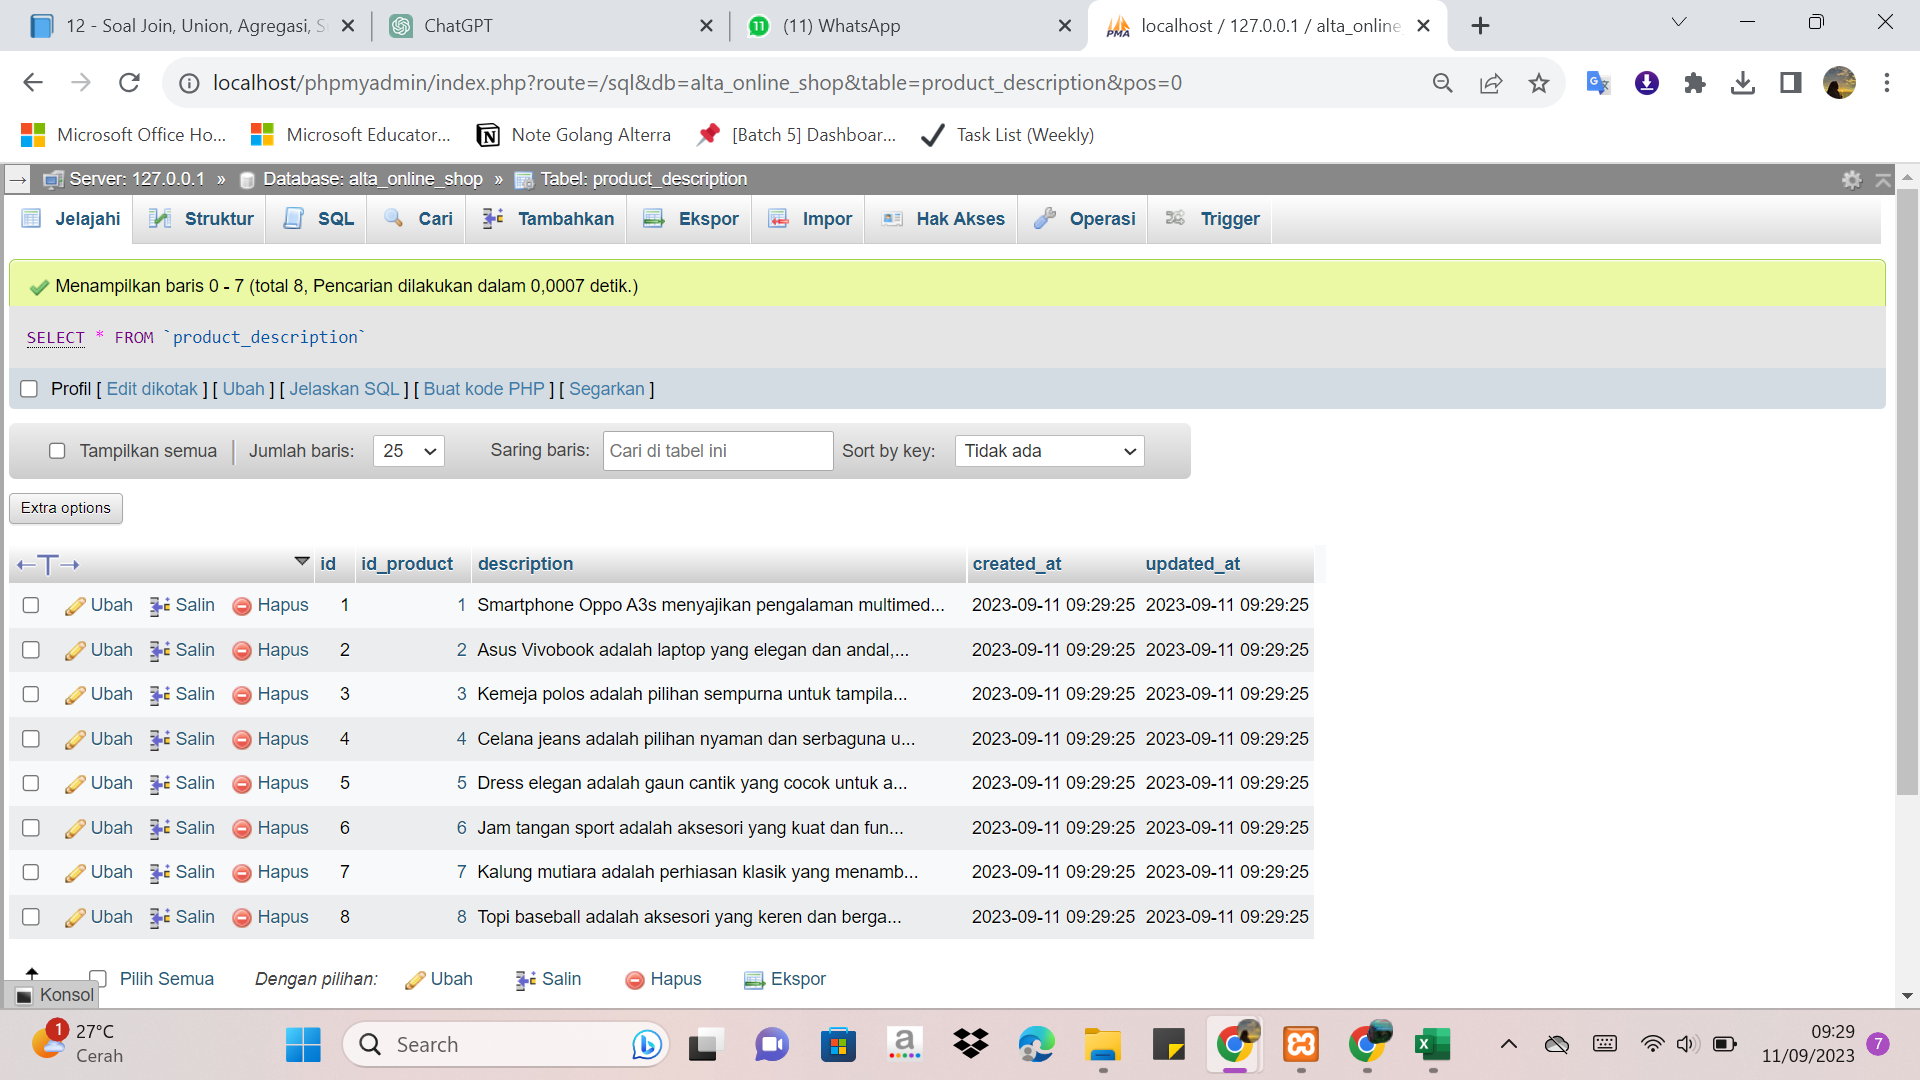 12 - Soal Join, Union, Agregasi, S
ChatGPT
(11) WhatsApp
localhost / 127.0.0.1 / alta_online_
localhost/phpmyadmin/index.php?route=/sql&db=alta_online_shop&table=product_description&pos=0
Microsoft Office Ho...
Microsoft Educator...
Note Golang Alterra
[Batch 5] Dashboar...
Task List (Weekly)
Server: 127.0.0.1 » Database: alta_online_shop » Tabel: product_description
Jelajahi Struktur SQL Cari Tambahkan Ekspor Impor Hak Akses Operasi Trigger
Menampilkan baris 0 - 7 (total 8, Pencarian dilakukan dalam 0,0007 detik.)
SELECT * FROM `product_description`
Profil [ Edit dikotak ] [ Ubah ] [ Jelaskan SQL ] [ Buat kode PHP ] [ Segarkan ]
Tampilkan semua Jumlah baris: 25 Saring baris: Cari di tabel ini Sort by key: Tidak ada
Extra options
←T→ id id_product description created_at updated_at
Ubah Salin Hapus 1 1 Smartphone Oppo A3s menyajikan pengalaman multimed... 2023-09-11 09:29:25 2023-09-11 09:29:25
Ubah Salin Hapus 2 2 Asus Vivobook adalah laptop yang elegan dan andal,... 2023-09-11 09:29:25 2023-09-11 09:29:25
Ubah Salin Hapus 3 3 Kemeja polos adalah pilihan sempurna untuk tampila... 2023-09-11 09:29:25 2023-09-11 09:29:25
Ubah Salin Hapus 4 4 Celana jeans adalah pilihan nyaman dan serbaguna u... 2023-09-11 09:29:25 2023-09-11 09:29:25
Ubah Salin Hapus 5 5 Dress elegan adalah gaun cantik yang cocok untuk a... 2023-09-11 09:29:25 2023-09-11 09:29:25
Ubah Salin Hapus 6 6 Jam tangan sport adalah aksesori yang kuat dan fun... 2023-09-11 09:29:25 2023-09-11 09:29:25
Ubah Salin Hapus 7 7 Kalung mutiara adalah perhiasan klasik yang menamb... 2023-09-11 09:29:25 2023-09-11 09:29:25
Ubah Salin Hapus 8 8 Topi baseball adalah aksesori yang keren dan berga... 2023-09-11 09:29:25 2023-09-11 09:29:25
Pilih Semua Dengan pilihan: Ubah Salin Hapus Ekspor
Konsol
1 27°C
Cerah
Search
09:29
11/09/2023
7